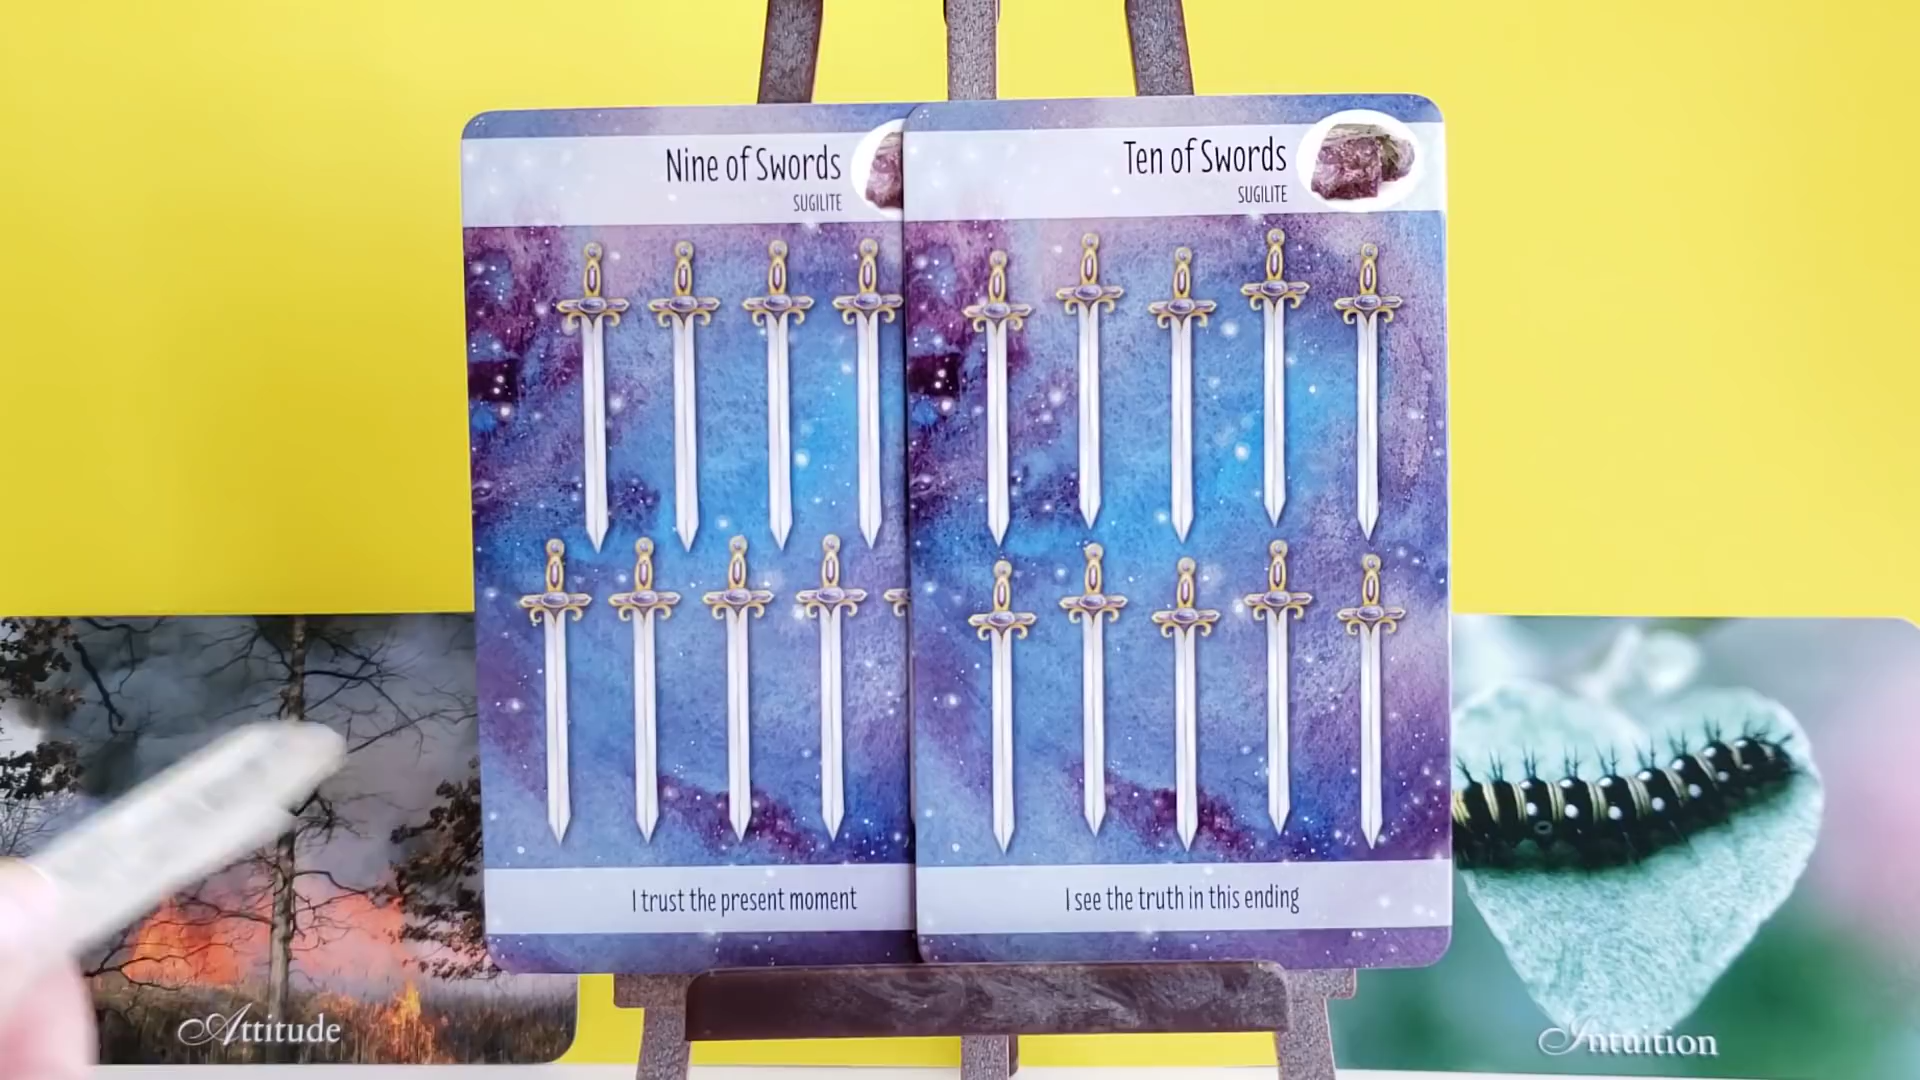 Nine of Swords
SUGILITE
I trust the present moment
Ten of Swords
SUGILITE
I see the truth in this ending
Attitude
Intuition